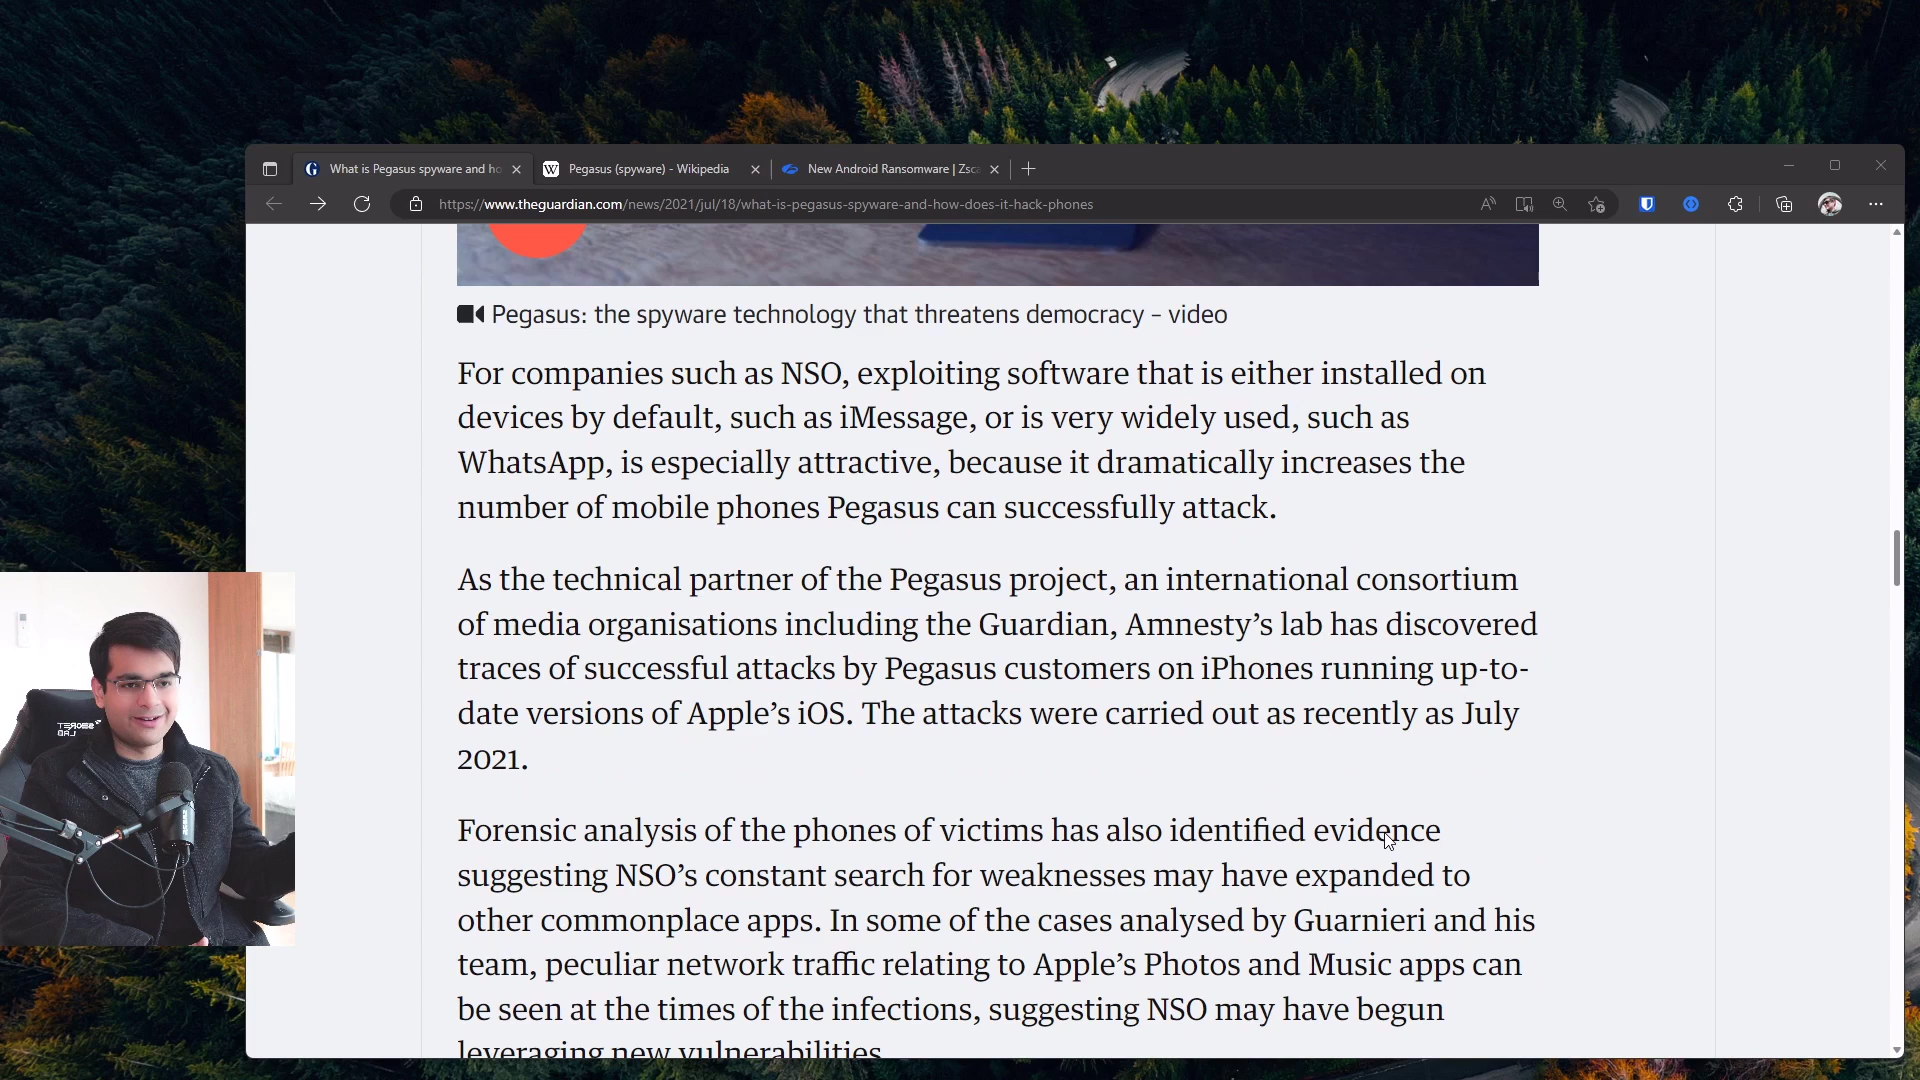 What is Pegasus spyware and ho
Pegasus (spyware) - Wikipedia
New Android Ransomware | Zsc
https://www.theguardian.com/news/2021/jul/18/what-is-pegasus-spyware-and-how-does-it-hack-phones
Pegasus: the spyware technology that threatens democracy – video
For companies such as NSO, exploiting software that is either installed on
devices by default, such as iMessage, or is very widely used, such as
WhatsApp, is especially attractive, because it dramatically increases the
number of mobile phones Pegasus can successfully attack.
As the technical partner of the Pegasus project, an international consortium
of media organisations including the Guardian, Amnesty’s lab has discovered
traces of successful attacks by Pegasus customers on iPhones running up-to-
date versions of Apple’s iOS. The attacks were carried out as recently as July
2021.
Forensic analysis of the phones of victims has also identified evidence
suggesting NSO’s constant search for weaknesses may have expanded to
other commonplace apps. In some of the cases analysed by Guarnieri and his
team, peculiar network traffic relating to Apple’s Photos and Music apps can
be seen at the times of the infections, suggesting NSO may have begun
leveraging new vulnerabilities.